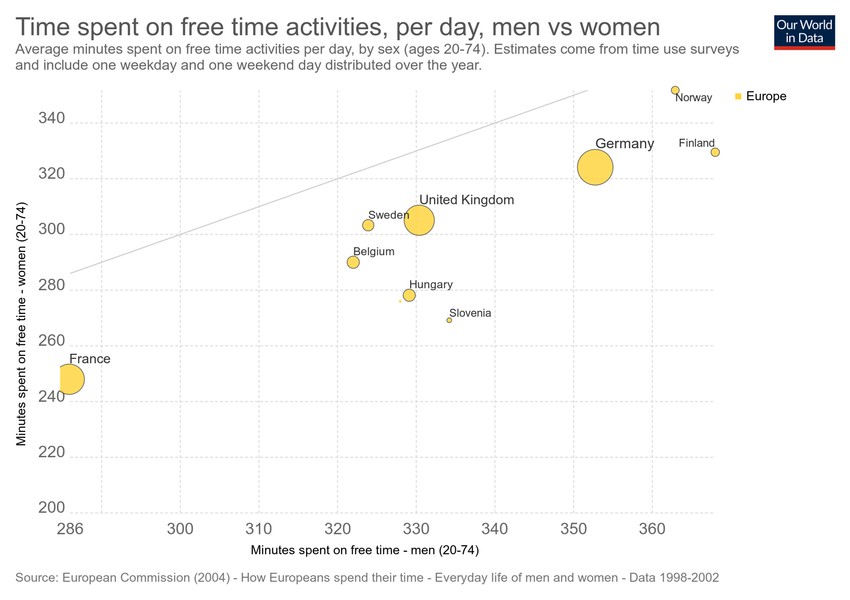 Time spent on free time activities, per day, men vs women
Our World
in Data
Average minutes spent on free time activities per day, by sex (ages 20-74). Estimates come from time use surveys
and include one weekday and one weekend day distributed over the year.
Norway
Europe
340
Germany
Finland
320
United Kingdom
Sweden
300
Belgium
280
Hungary
Slovenia
260
France
240
220
200
Minutes spent on free time - women (20-74)
286 300 310 320 330 340 350 360
Minutes spent on free time - men (20-74)
Source: European Commission (2004) - How Europeans spend their time - Everyday life of men and women - Data 1998-2002